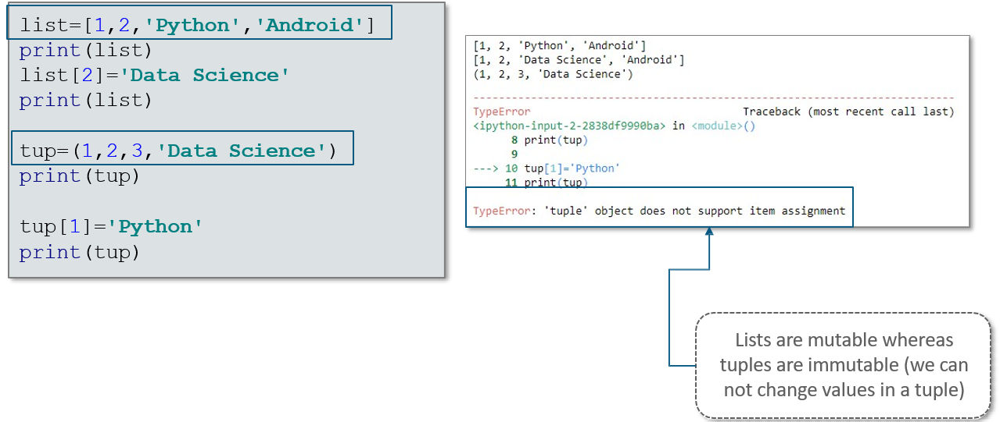 list=[1,2,'Python','Android']
print(list)
list[2]='Data Science'
print(list)
tup=(1,2,3,'Data Science')
print(tup)
tup[1]='Python'
print(tup)
[1, 2, 'Python', 'Android']
[1, 2, 'Data Science', 'Android']
(1, 2, 3, 'Data Science')
---------------------------------------------------------------------------
TypeError Traceback (most recent call last)
<ipython-input-2-2838df9990ba> in <module>()
8 print(tup)
9
---> 10 tup[1]='Python'
11 print(tup)
TypeError: 'tuple' object does not support item assignment
Lists are mutable whereas
tuples are immutable (we can
not change values in a tuple)